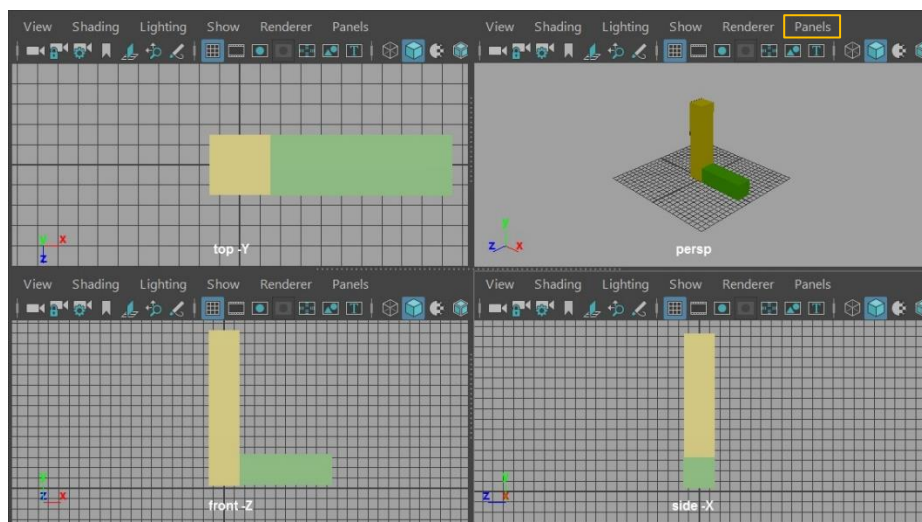 View Shading Lighting Show Renderer Panels
View Shading Lighting Show Renderer Panels
T
T
top -Y
persp
y x
z
y
z x
View Shading Lighting Show Renderer Panels
View Shading Lighting Show Renderer Panels
T
T
front -Z
side -X
z x
z x